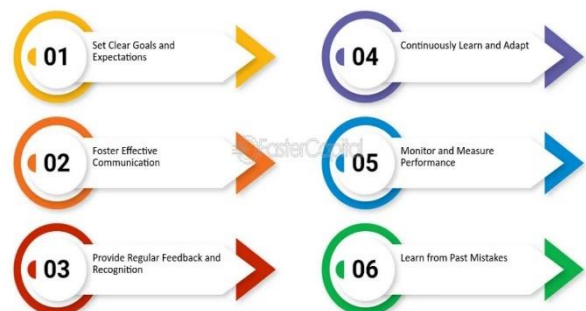 01
Set Clear Goals and
Expectations
02
Foster Effective
Communication
03
Provide Regular Feedback and
Recognition
04
Continuously Learn and Adapt
05
Monitor and Measure
Performance
06
Learn from Past Mistakes
FasterCapital